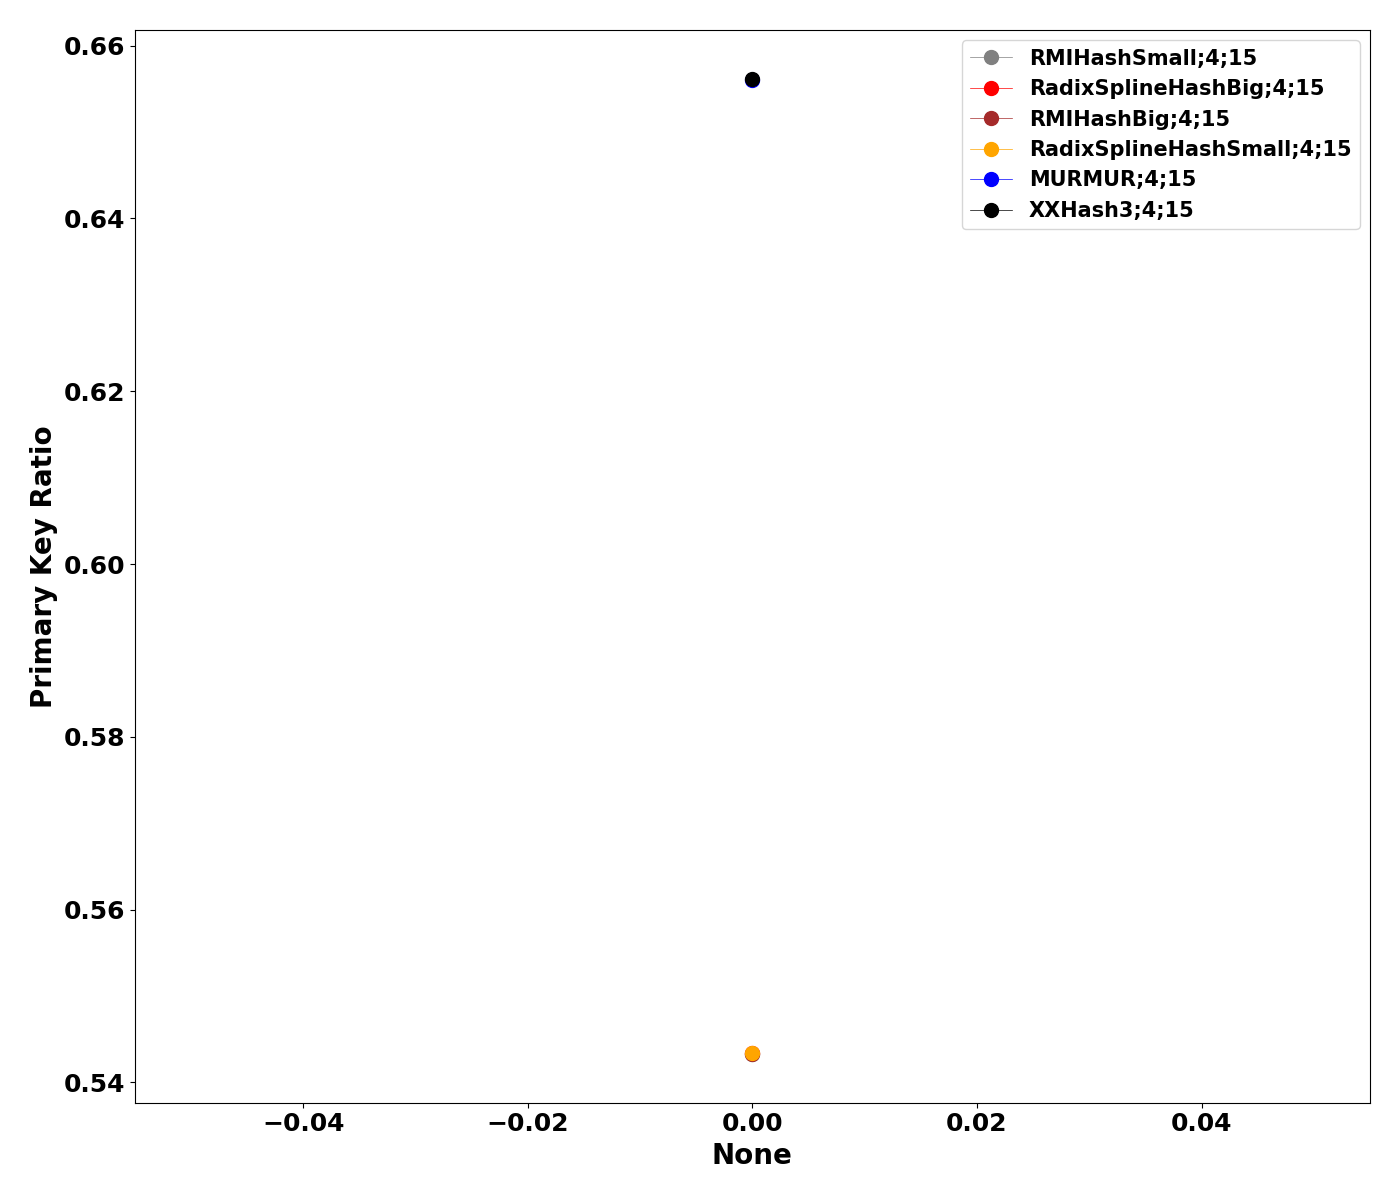 0.66
0.64
0.62
0.60
0.58
0.56
0.54
Primary Key Ratio
RMIHashSmall;4;15
RadixSplineHashBig;4;15
RMIHashBig;4;15
RadixSplineHashSmall;4;15
MURMUR;4;15
XXHash3;4;15
−0.04 −0.02 0.00 0.02 0.04
None